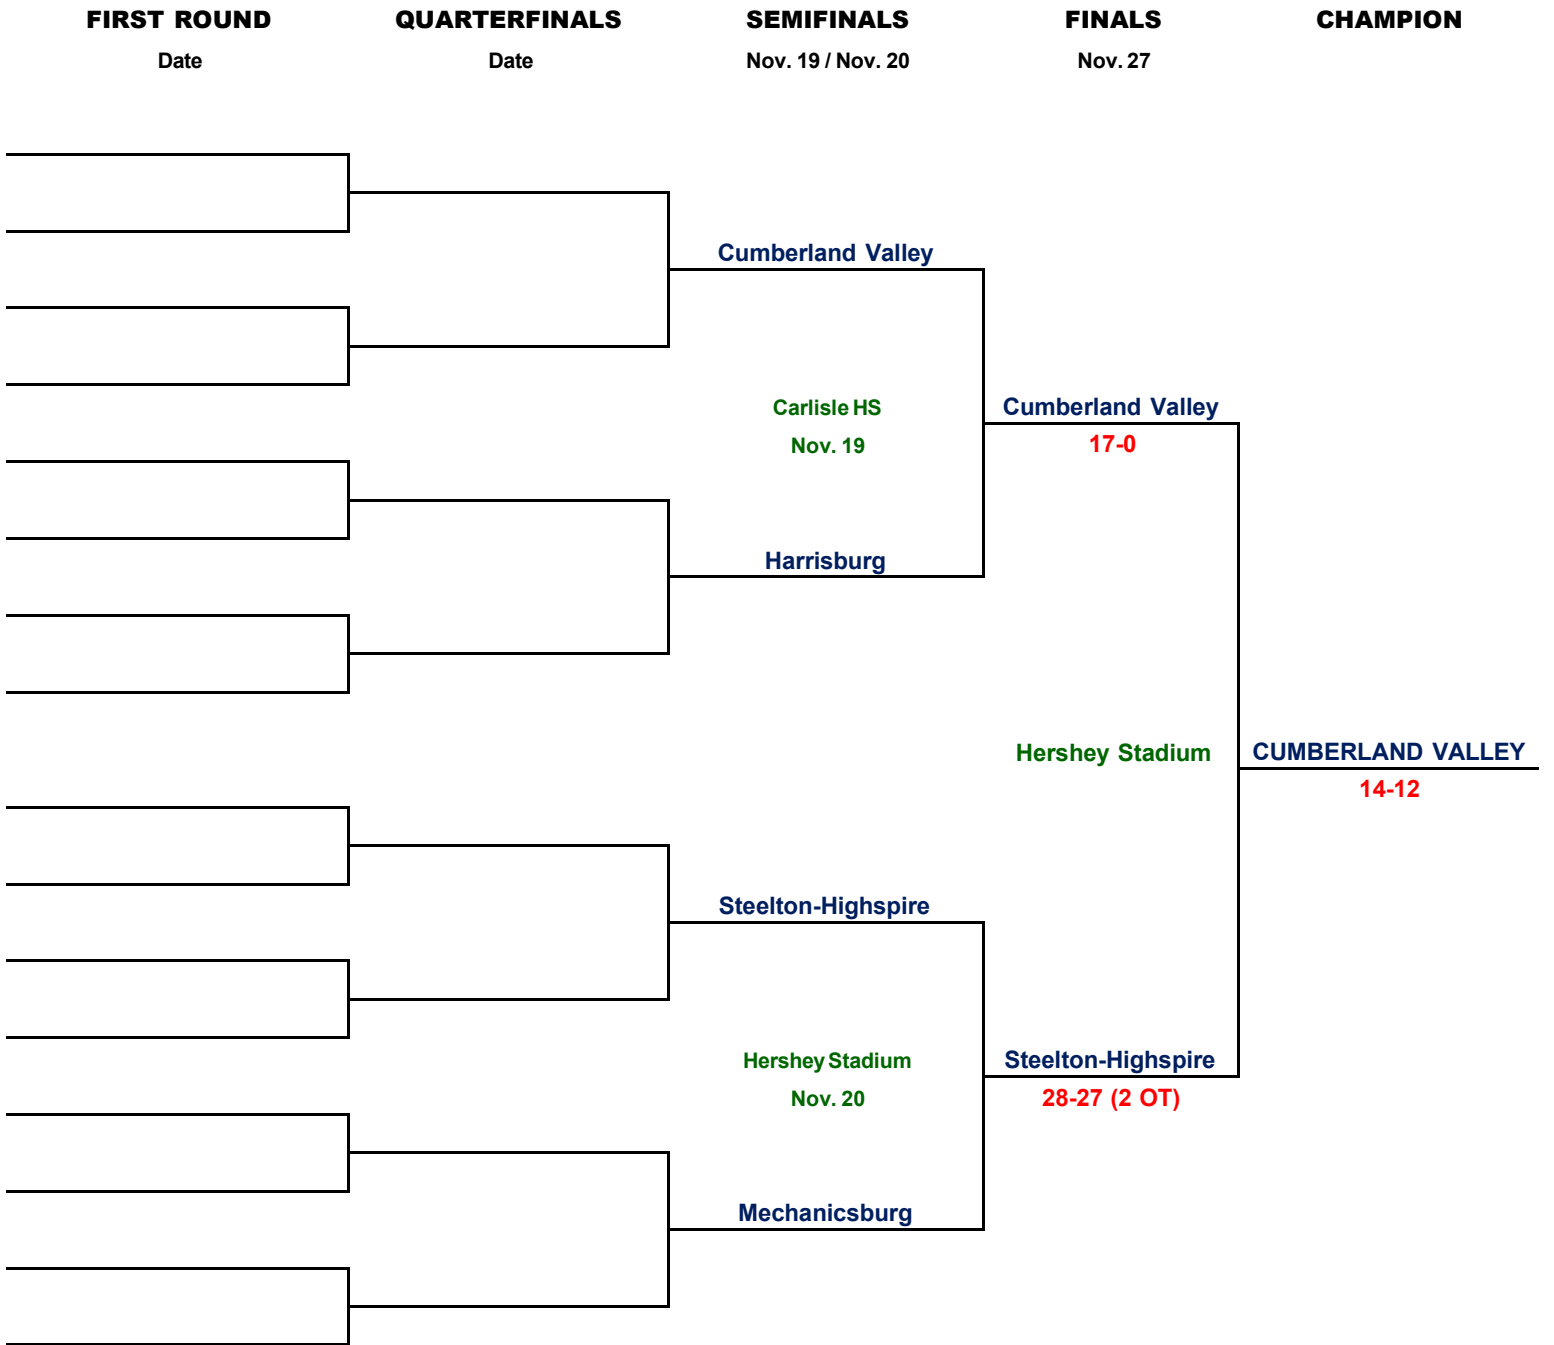 FIRST ROUND QUARTERFINALS SEMIFINALS FINALS CHAMPION
Date Date Nov. 19 / Nov. 20 Nov. 27
Cumberland Valley
Carlisle HS Cumberland Valley
Nov. 19 17-0
Harrisburg
Hershey Stadium CUMBERLAND VALLEY
14-12
Steelton-Highspire
Hershey Stadium Steelton-Highspire
Nov. 20 28-27 (2 OT)
Mechanicsburg